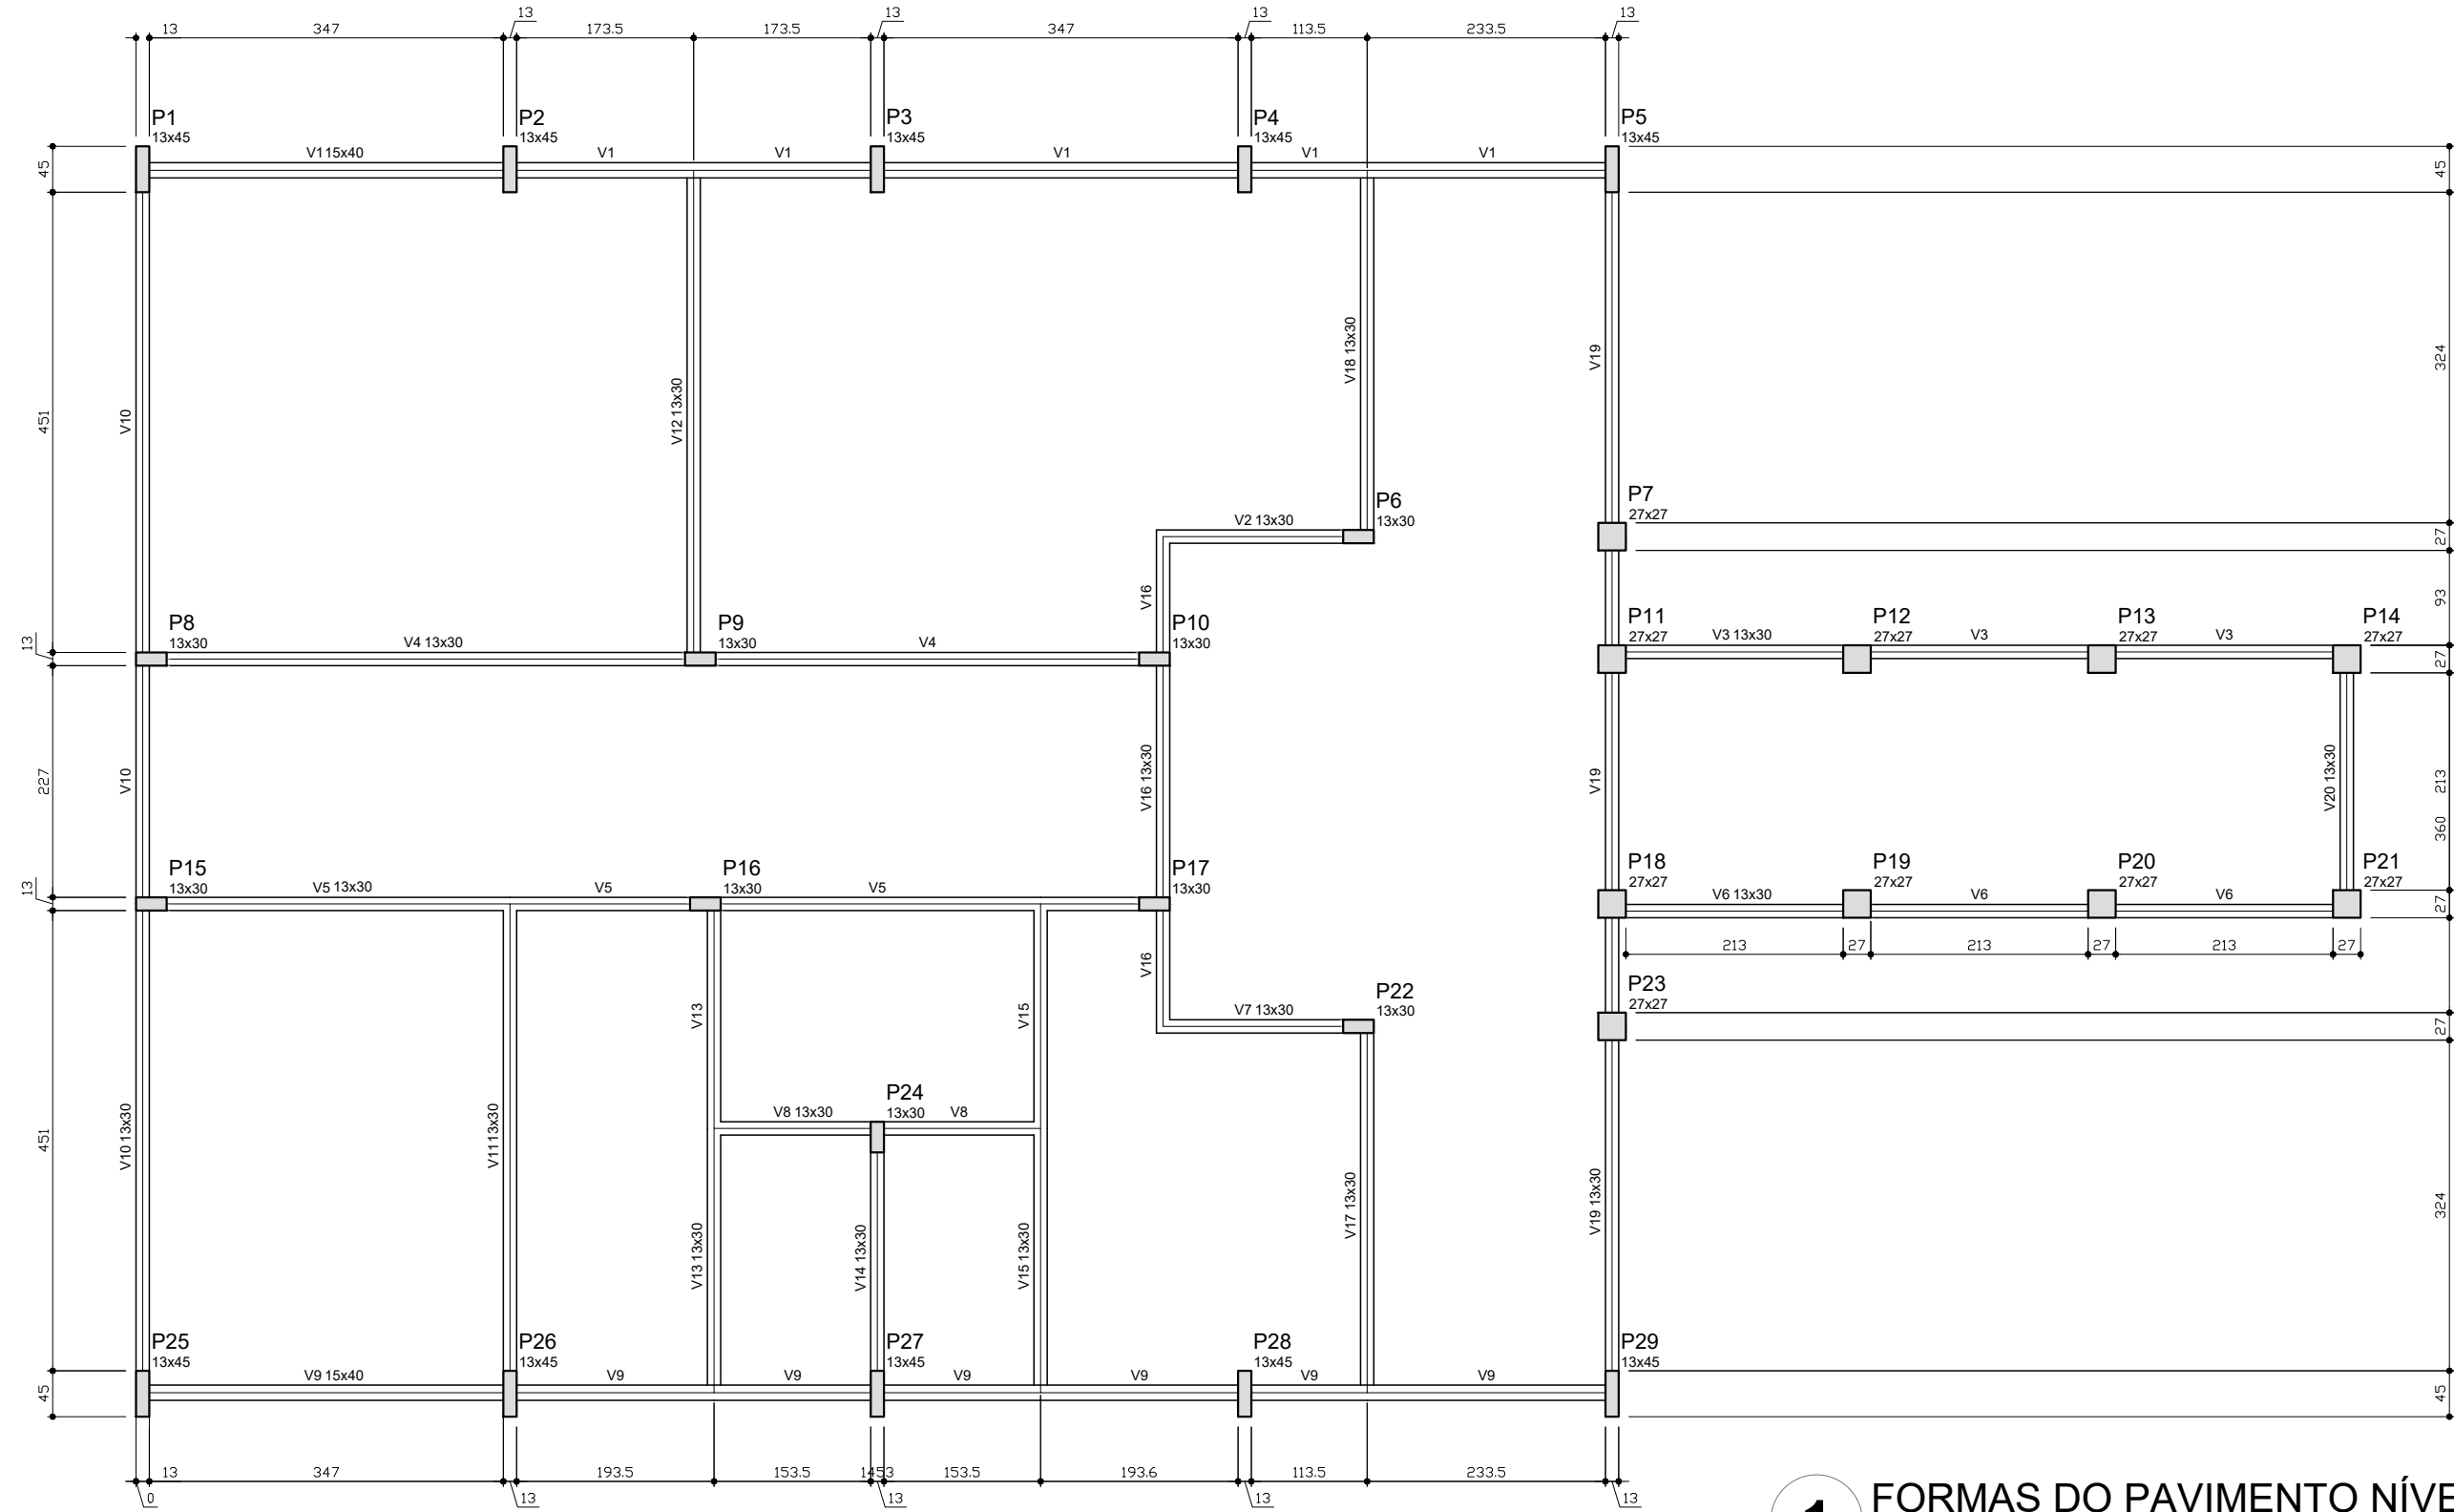 13 13 13 13
13 347 173.5 173.5 347 113.5 233.5
P1 P2 P3 P4 P5
13x45 13x45 13x45 13x45 13x45
V115x40 V1 V1 V1 V1 V1
45 45
V18 13x30 V19 324
V12 13x30
451 V10
P6 P7
V2 13x30 13x30 27x27
27
V16 93
P8 P9 P10 P11 P12 P13 P14
13x30 V4 13x30 13x30 V4 13x30 27x27 V3 13x30 27x27 V3 27x27 V3 27x27
13 27
227 V10 V16 13x30 V19 V20 13x30 213
360
P15 P16 P17 P18 P19 P20 P21
13x30 V5 13x30 V5 13x30 V5 13x30 27x27 V6 13x30 27x27 V6 27x27 V6 27x27
13 27
213 27 213 27 213 27
V16
V13 V15
P22 P23
V7 13x30 13x30 27x27
27
P24
V8 13x30 13x30 V8
451 V10 13x30 V1113x30
V17 13x30 V19 13x30 324
V13 13x30 V14 13x30 V15 13x30
P25 P26 P27 P28 P29
13x45 13x45 13x45 13x45 13x45
V9 15x40 V9 V9 V9 V9 V9 V9
45 45
13 347 193.5 153.5 1453 153.5 193.6 113.5 233.5
0 13 13 13 13
1 FORMAS DO PAVIMENTO NÍVE